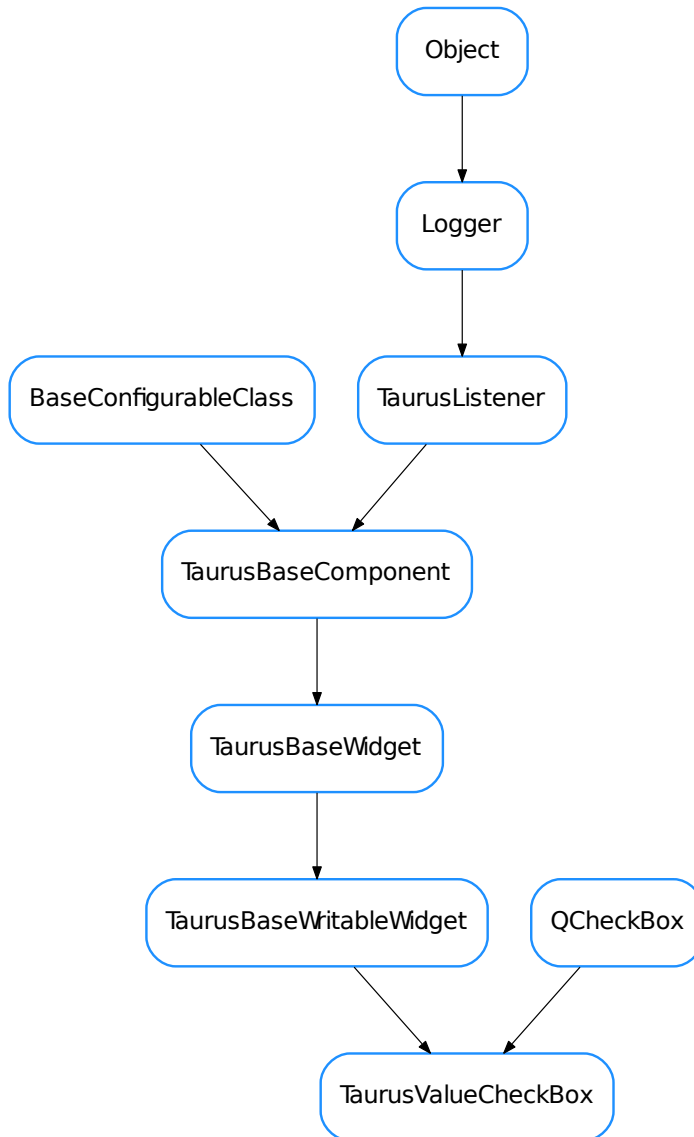 Object
Logger
BaseConfigurableClass
TaurusListener
TaurusBaseComponent
TaurusBaseWidget
TaurusBaseWritableWidget
QCheckBox
TaurusValueCheckBox